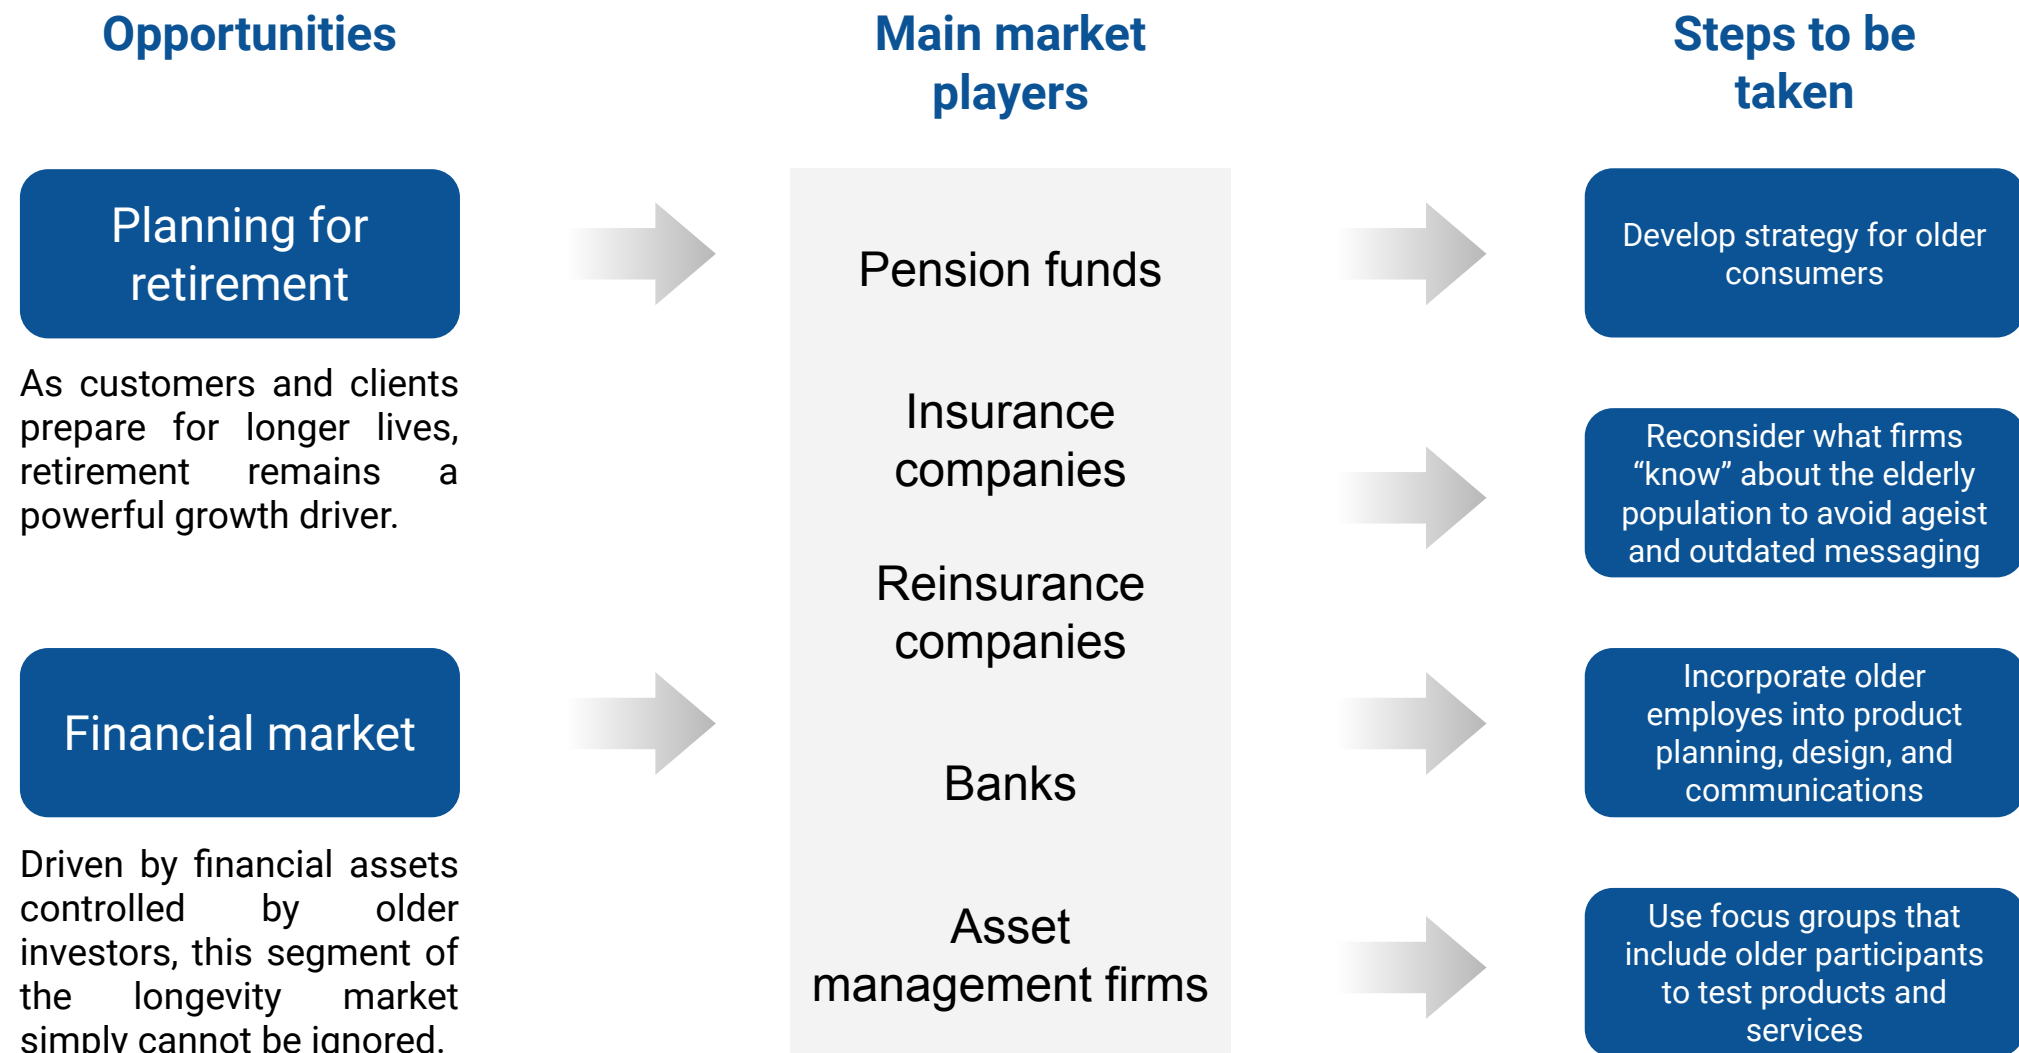 Opportunities
Main market
players
Steps to be
taken
Planning for
retirement
As customers and clients
prepare for longer lives,
retirement remains a
powerful growth driver.
Financial market
Driven by financial assets
controlled by older
investors, this segment of
the longevity market
simply cannot be ignored.
Pension funds
Insurance
companies
Reinsurance
companies
Banks
Asset
management firms
Develop strategy for older
consumers
Reconsider what firms
“know” about the elderly
population to avoid ageist
and outdated messaging
Incorporate older
employes into product
planning, design, and
communications
Use focus groups that
include older participants
to test products and
services